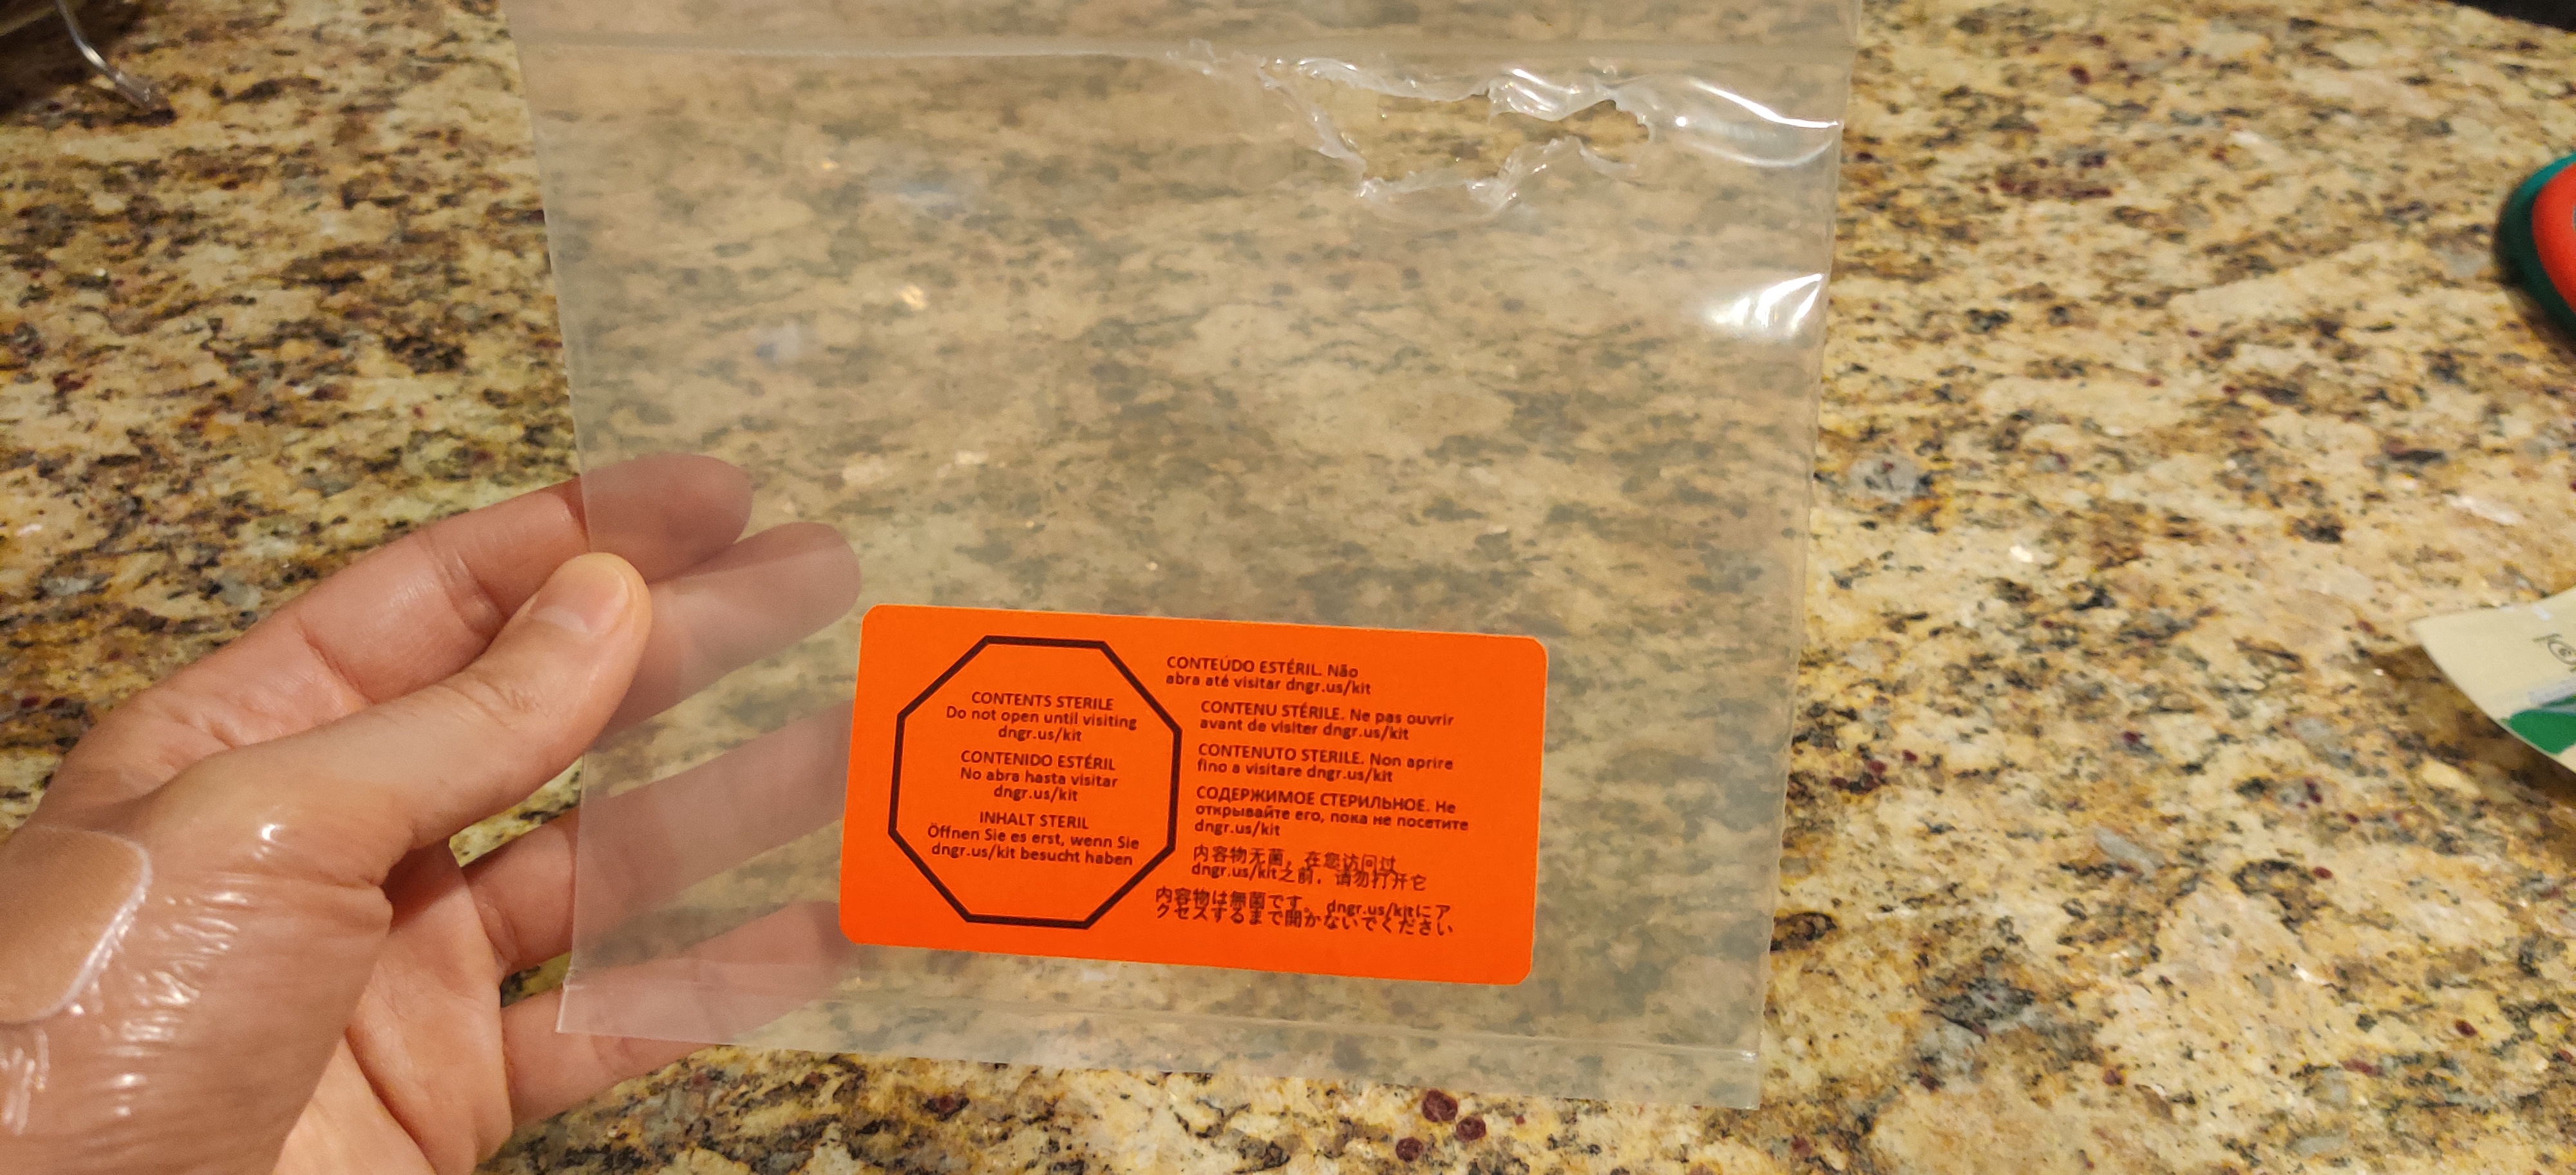 CONTENTS STERILE
Do not open until visiting
dngr.us/kit
CONTENIDO ESTÉRIL
No abra hasta visitar
dngr.us/kit
INHALT STERIL
Öffnen Sie es erst, wenn Sie
dngr.us/kit besucht haben
CONTEÚDO ESTÉRIL. Não
abra até visitar dngr.us/kit
CONTENU STÉRILE. Ne pas ouvrir
avant de visiter dngr.us/kit
CONTENUTO STERILE. Non aprire
fino a visitare dngr.us/kit
СОДЕРЖИМОЕ СТЕРИЛЬНОЕ. Не
открывайте его, пока не посетите
dngr.us/kit
内容物无菌，在您访问过
dngr.us/kit之前，请勿打开它
内容物は無菌です。 dngr.us/kitにア
クセスするまで開かないでください